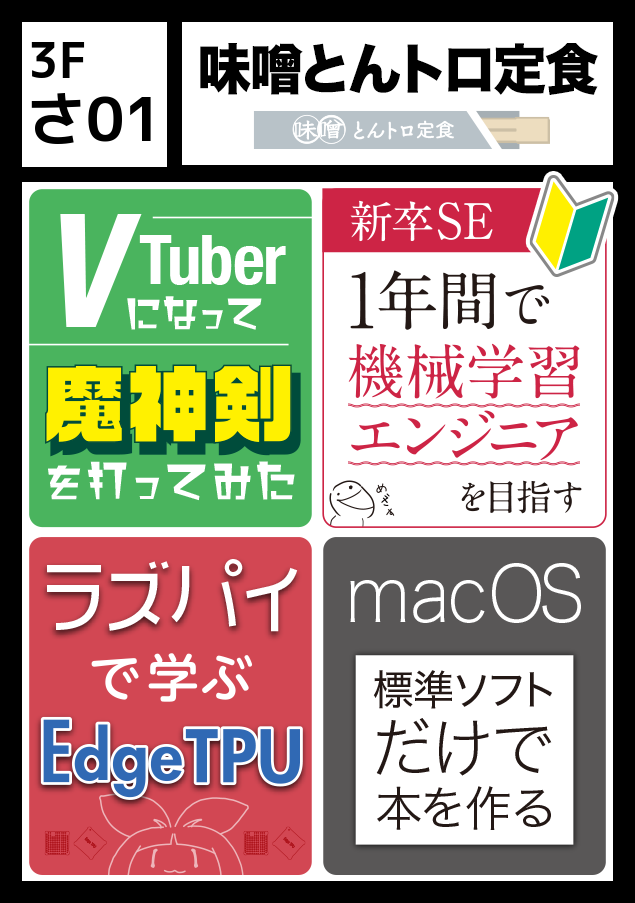 3F
さ01
味噌とんトロ定食
味噌とんトロ定食
VTuber
になって
魔神剣
を打ってみた
新卒SE
1年間で
機械学習
エンジニア
を目指す
めざす
ラズパイ
で学ぶ
EdgeTPU
macOS
標準ソフト
だけで
本を作る